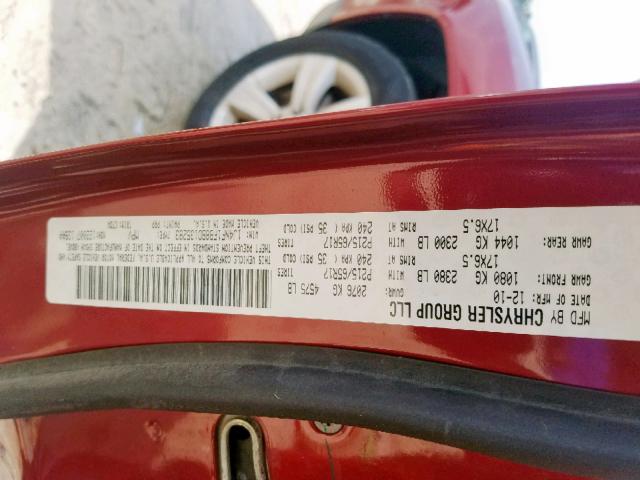 MFD BY CHRYSLER GROUP LLC
DATE OF MFR: 12-10 GVWR: 2076 KG 4575 LB
GAWR FRONT 1080 KG 2380 LB WITH P215/65R17
17X6.5 RIMS AT 240 KPA ( 35 PSI ) COLD
GAWR REAR 1044 KG 2300 LB WITH P215/65R17 TIRES
17X6.5 RIMS AT 240 KPA ( 35 PSI ) COLD
THIS VEHICLE CONFORMS TO ALL APPLICABLE U.S.A. FEDERAL MOTOR VEHICLE SAFETY AND
THEFT PREVENTION STANDARDS IN EFFECT ON THE DATE OF MANUFACTURE SHOWN ABOVE.
VIN: TYPE: MPV
VEHICLE MADE IN U.S.A. PAINT: PRP